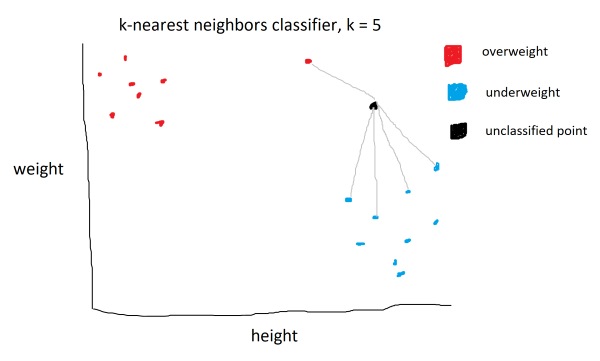 k-nearest neighbors classifier, k = 5
overweight
underweight
unclassified point
weight
height